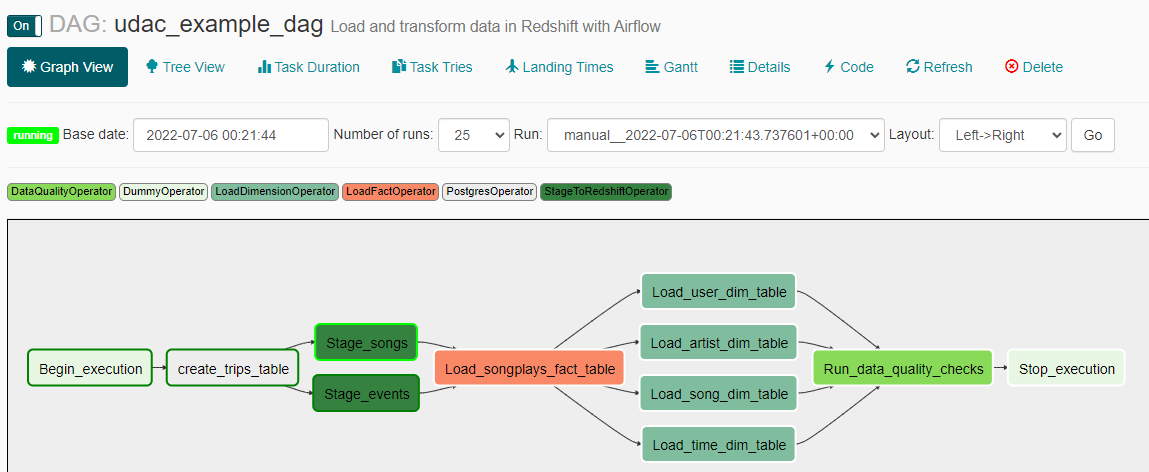 On DAG: udac_example_dag Load and transform data in Redshift with Airflow
Graph View Tree View Task Duration Task Tries Landing Times Gantt Details Code Refresh Delete
running Base date: 2022-07-06 00:21:44 Number of runs: 25 Run: manual__2022-07-06T00:21:43.737601+00:00 Layout: Left->Right Go
DataQualityOperator DummyOperator LoadDimensionOperator LoadFactOperator PostgresOperator StageToRedshiftOperator
Begin_execution
create_trips_table
Stage_songs
Stage_events
Load_songplays_fact_table
Load_user_dim_table
Load_artist_dim_table
Load_song_dim_table
Load_time_dim_table
Run_data_quality_checks
Stop_execution